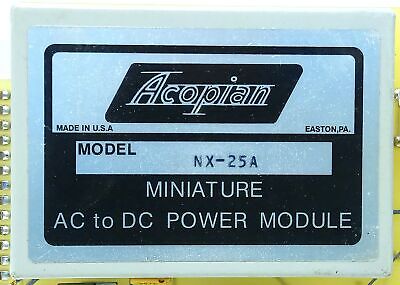 Acopian
MADE IN U.S.A EASTON,PA.
MODEL NX-25A
MINIATURE
AC to DC POWER MODULE